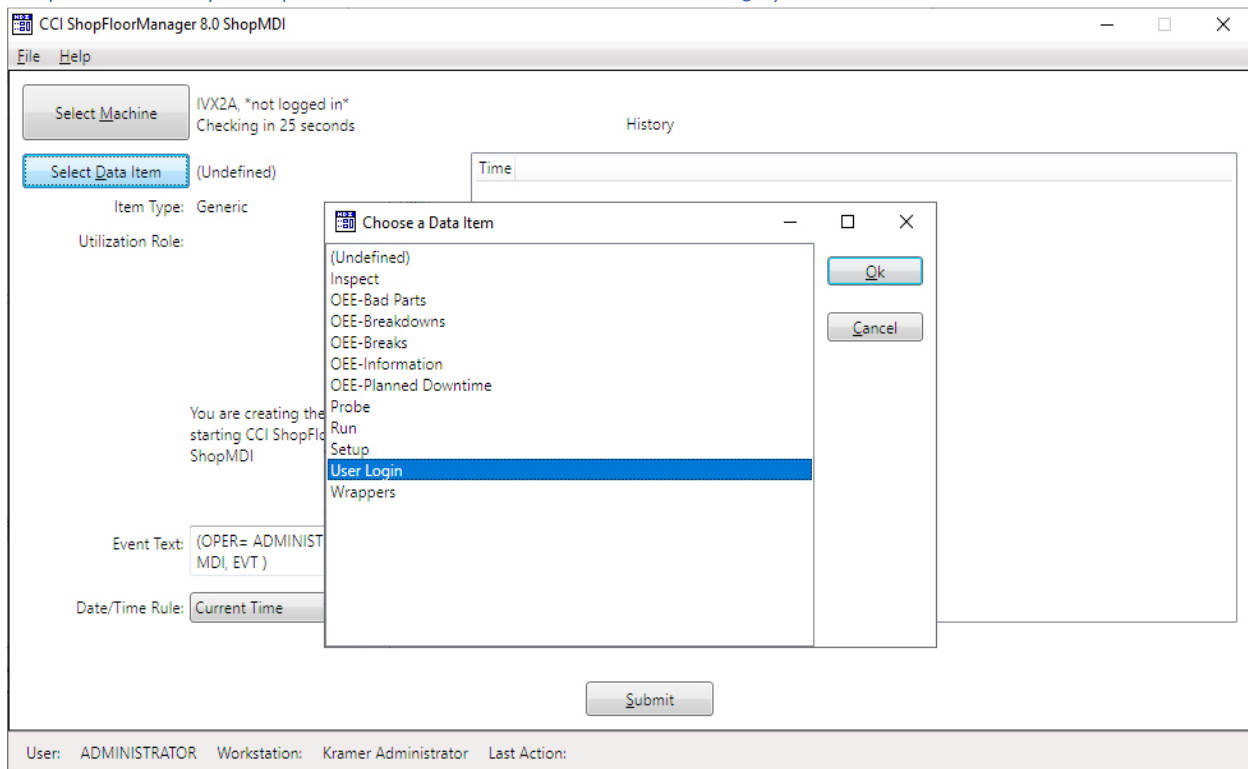 CCI ShopFloorManager 8.0 ShopMDI
File Help
Select Machine
IVX2A, *not logged in*
Checking in 25 seconds
History
Select Data Item
(Undefined)
Time
Item Type: Generic
Utilization Role:
Choose a Data Item
(Undefined)
Inspect
OEE-Bad Parts
OEE-Breakdowns
OEE-Breaks
OEE-Information
OEE-Planned Downtime
Probe
Run
Setup
User Login
Wrappers
Ok
Cancel
You are creating the
starting CCI ShopFlo
ShopMDI
Event Text: (OPER= ADMINIST
MDI, EVT )
Date/Time Rule: Current Time
Submit
User: ADMINISTRATOR Workstation: Kramer Administrator Last Action: